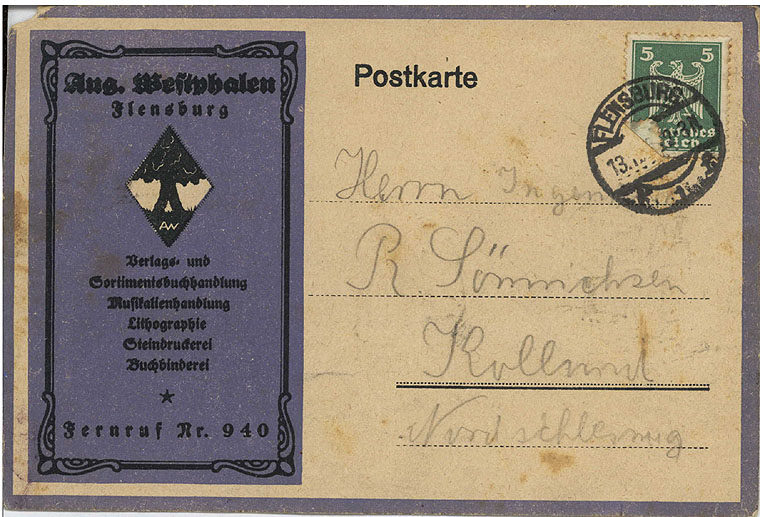 Aug. Westphalen
Flensburg
AW
Verlags- und
Sortimentsbuchhandlung
Musikalienhandlung
Lithographie
Steindruckerei
Buchbinderei
Fernruf Nr. 940
Postkarte
5 5
Deutsches
Reich
FLENSBURG
13.
Herrn
R. Sönnichsen
Kollund
Nordschleswig